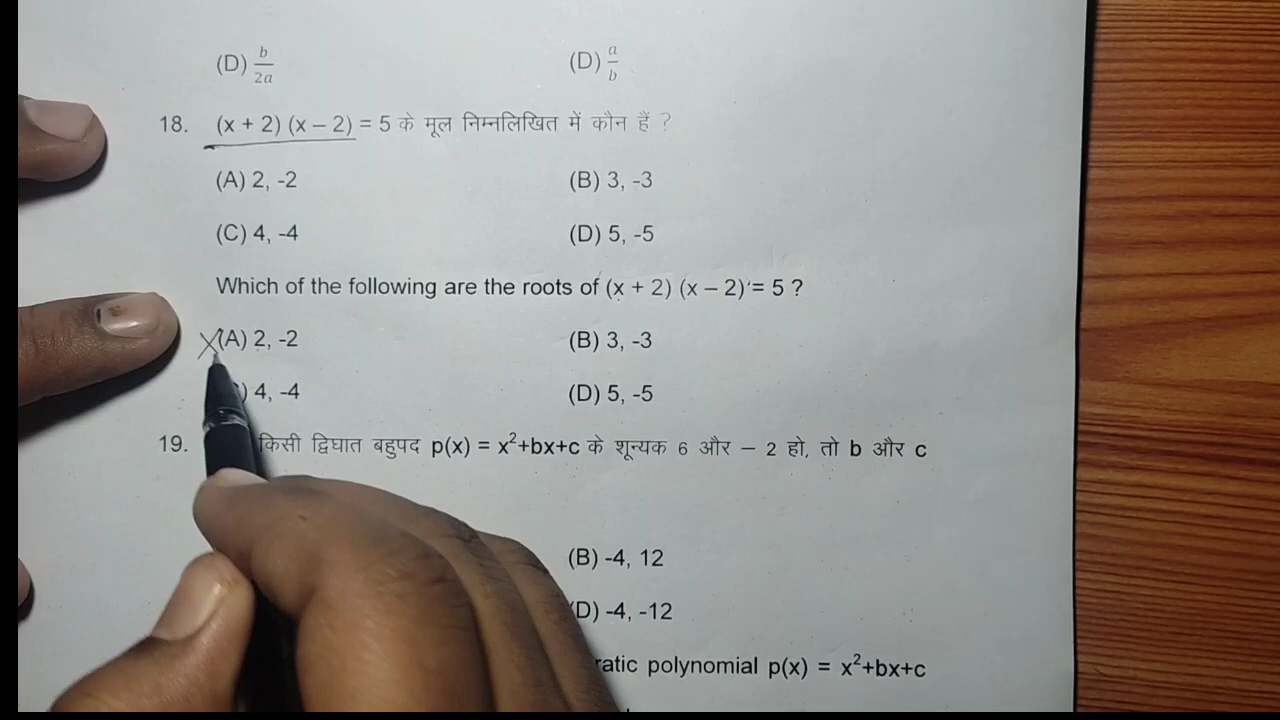 (D) b/2a (D) a/b
18. (x + 2) (x – 2) = 5 के मूल निम्नलिखित में कौन हैं ?
(A) 2, -2 (B) 3, -3
(C) 4, -4 (D) 5, -5
Which of the following are the roots of (x + 2) (x – 2) = 5 ?
(A) 2, -2 (B) 3, -3
) 4, -4 (D) 5, -5
19. किसी द्विघात बहुपद p(x) = x²+bx+c के शून्यक 6 और – 2 हो, तो b और c
(B) -4, 12
(D) -4, -12
polynomial p(x) = x²+bx+c